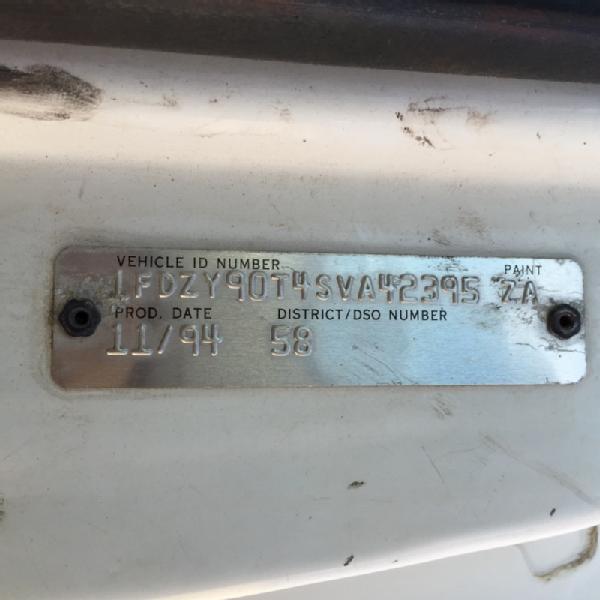 VEHICLE ID NUMBER PAINT
1FDZY90T4SVA42395 ZA
PROD. DATE DISTRICT/DSO NUMBER
11/94 58